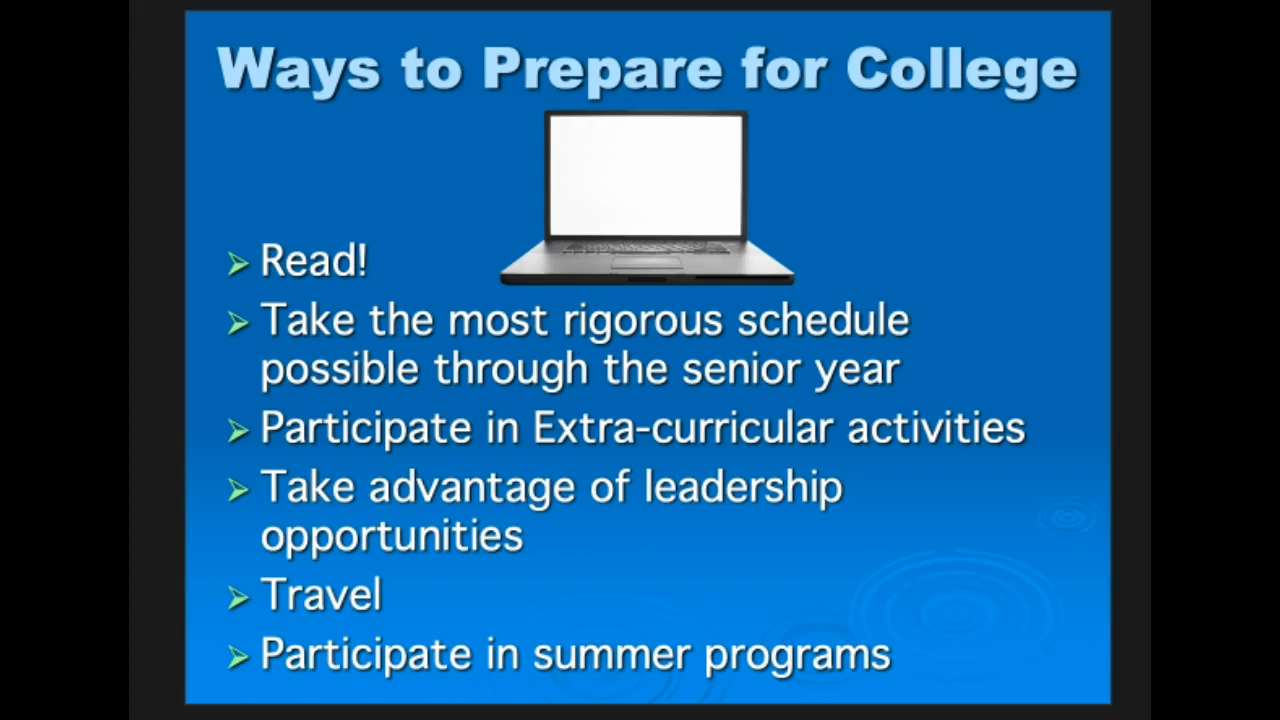 Ways to Prepare for College
Read!
Take the most rigorous schedule
possible through the senior year
Participate in Extra-curricular activities
Take advantage of leadership
opportunities
Travel
Participate in summer programs